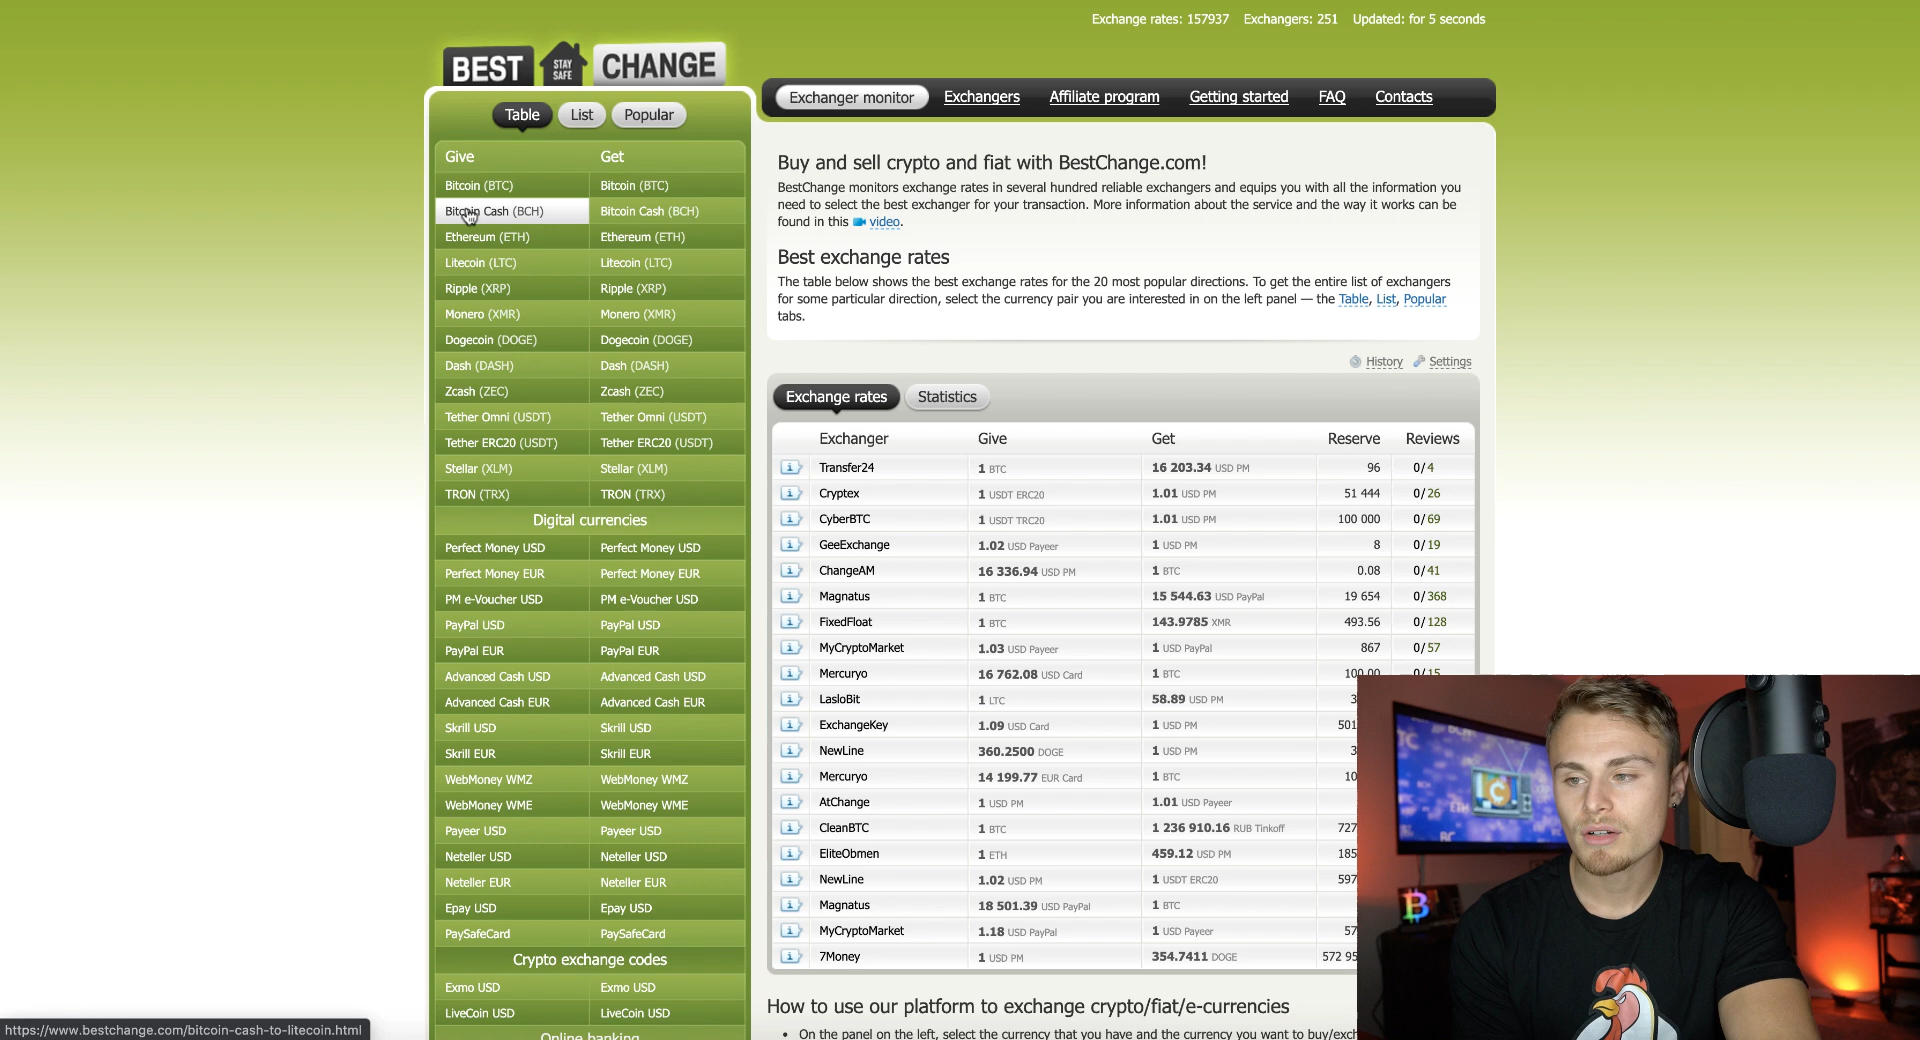 Exchange rates: 157937 Exchangers: 251 Updated: for 5 seconds
BEST STAY SAFE CHANGE
Exchanger monitor Exchangers Affiliate program Getting started FAQ Contacts
Table List Popular
Give Get
Bitcoin (BTC) Bitcoin (BTC)
Bitcoin Cash (BCH) Bitcoin Cash (BCH)
Ethereum (ETH) Ethereum (ETH)
Litecoin (LTC) Litecoin (LTC)
Ripple (XRP) Ripple (XRP)
Monero (XMR) Monero (XMR)
Dogecoin (DOGE) Dogecoin (DOGE)
Dash (DASH) Dash (DASH)
Zcash (ZEC) Zcash (ZEC)
Tether Omni (USDT) Tether Omni (USDT)
Tether ERC20 (USDT) Tether ERC20 (USDT)
Stellar (XLM) Stellar (XLM)
TRON (TRX) TRON (TRX)
Digital currencies
Perfect Money USD Perfect Money USD
Perfect Money EUR Perfect Money EUR
PM e-Voucher USD PM e-Voucher USD
PayPal USD PayPal USD
PayPal EUR PayPal EUR
Advanced Cash USD Advanced Cash USD
Advanced Cash EUR Advanced Cash EUR
Skrill USD Skrill USD
Skrill EUR Skrill EUR
WebMoney WMZ WebMoney WMZ
WebMoney WME WebMoney WME
Payeer USD Payeer USD
Neteller USD Neteller USD
Neteller EUR Neteller EUR
Epay USD Epay USD
PaySafeCard PaySafeCard
Crypto exchange codes
Exmo USD Exmo USD
LiveCoin USD LiveCoin USD
Online banking
Buy and sell crypto and fiat with BestChange.com!
BestChange monitors exchange rates in several hundred reliable exchangers and equips you with all the information you
need to select the best exchanger for your transaction. More information about the service and the way it works can be
found in this video.
Best exchange rates
The table below shows the best exchange rates for the 20 most popular directions. To get the entire list of exchangers
for some particular direction, select the currency pair you are interested in on the left panel — the Table, List, Popular
tabs.
History Settings
Exchange rates Statistics
Exchanger Give Get Reserve Reviews
Transfer24 1 BTC 16 203.34 USD PM 96 0/4
Cryptex 1 USDT ERC20 1.01 USD PM 51 444 0/26
CyberBTC 1 USDT TRC20 1.01 USD PM 100 000 0/69
GeeExchange 1.02 USD Payeer 1 USD PM 8 0/19
ChangeAM 16 336.94 USD PM 1 BTC 0.08 0/41
Magnatus 1 BTC 15 544.63 USD PayPal 19 654 0/368
FixedFloat 1 BTC 143.9785 XMR 493.56 0/128
MyCryptoMarket 1.03 USD Payeer 1 USD PayPal 867 0/57
Mercuryo 16 762.08 USD Card 1 BTC 100.00 0/15
LasloBit 1 LTC 58.89 USD PM 3
ExchangeKey 1.09 USD Card 1 USD PM 501
NewLine 360.2500 DOGE 1 USD PM 3
Mercuryo 14 199.77 EUR Card 1 BTC 10
AtChange 1 USD PM 1.01 USD Payeer
CleanBTC 1 BTC 1 236 910.16 RUB Tinkoff 727
EliteObmen 1 ETH 459.12 USD PM 185
NewLine 1.02 USD PM 1 USDT ERC20 597
Magnatus 18 501.39 USD PayPal 1 BTC
MyCryptoMarket 1.18 USD PayPal 1 USD Payeer 57
7Money 1 USD PM 354.7411 DOGE 572 95
How to use our platform to exchange crypto/fiat/e-currencies
• On the panel on the left, select the currency that you have and the currency you want to buy/exch
https://www.bestchange.com/bitcoin-cash-to-litecoin.html